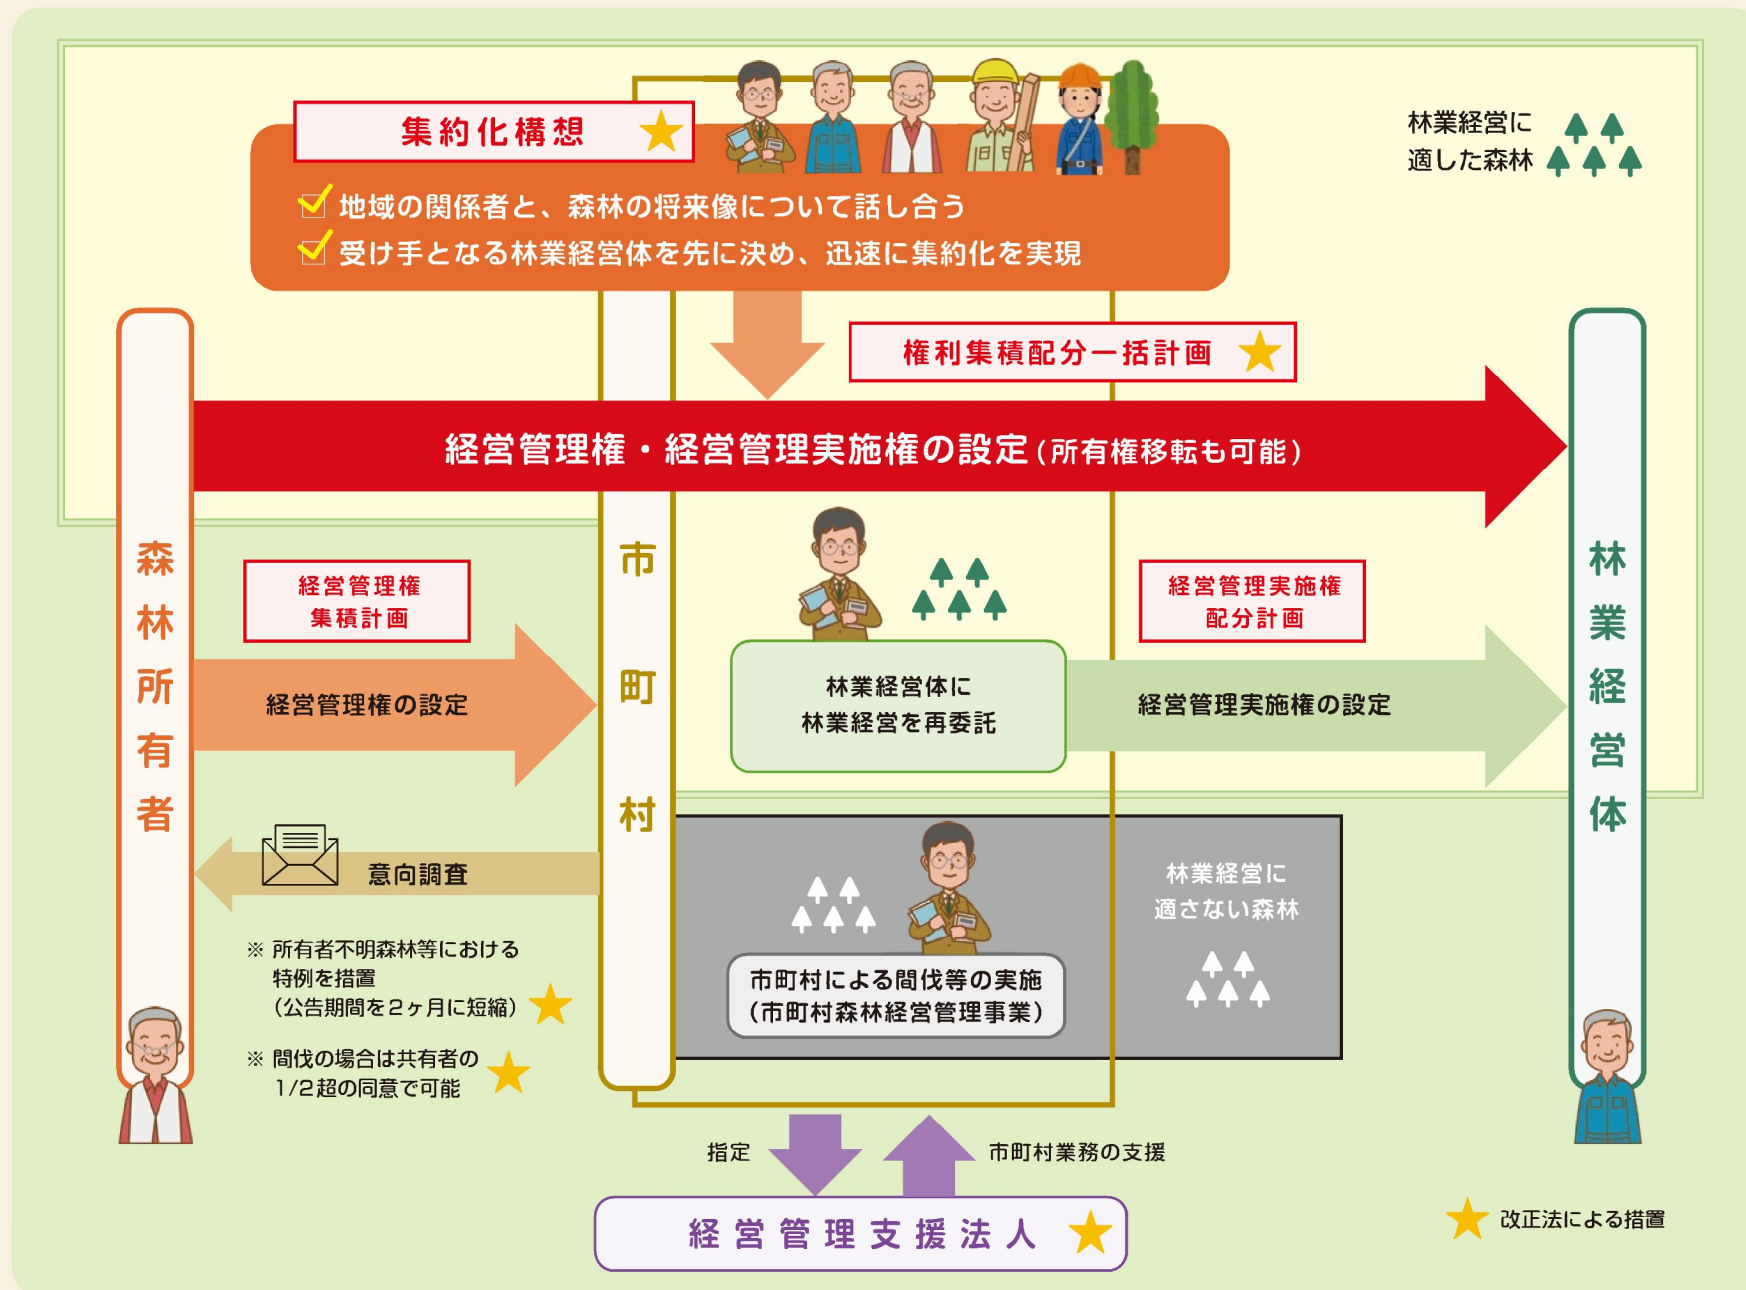 集約化構想
地域の関係者と、森林の将来像について話し合う
受け手となる林業経営体を先に決め、迅速に集約化を実現
林業経営に
適した森林
権利集積配分一括計画
経営管理権・経営管理実施権の設定(所有権移転も可能)
森林所有者
市町村
林業経営体
経営管理権
集積計画
経営管理権の設定
林業経営体に
林業経営を再委託
経営管理実施権
配分計画
経営管理実施権の設定
意向調査
※ 所有者不明森林等における
特例を措置
(公告期間を2ヶ月に短縮)
※ 間伐の場合は共有者の
1/2超の同意で可能
市町村による間伐等の実施
(市町村森林経営管理事業)
林業経営に
適さない森林
指定
市町村業務の支援
経営管理支援法人
改正法による措置